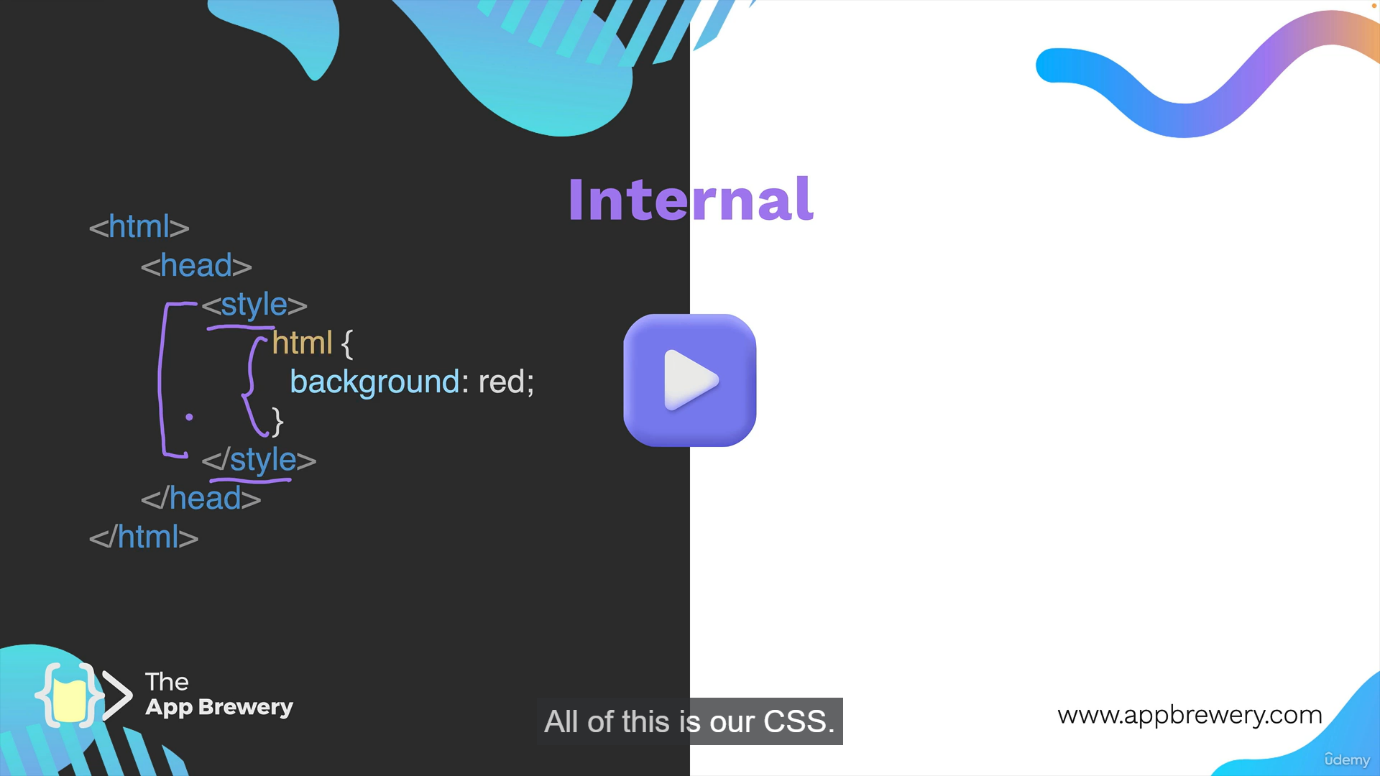 Internal
<html>
<head>
<style>
html {
background: red;
}
</style>
</head>
</html>
The
App Brewery
All of this is our CSS.
www.appbrewery.com
ûdemy